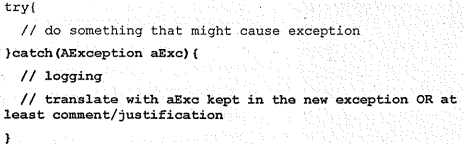 try{
// do something that might cause exception
}catch(AException aExc){
// logging
// translate with aExc kept in the new exception OR at
least comment/justification
}